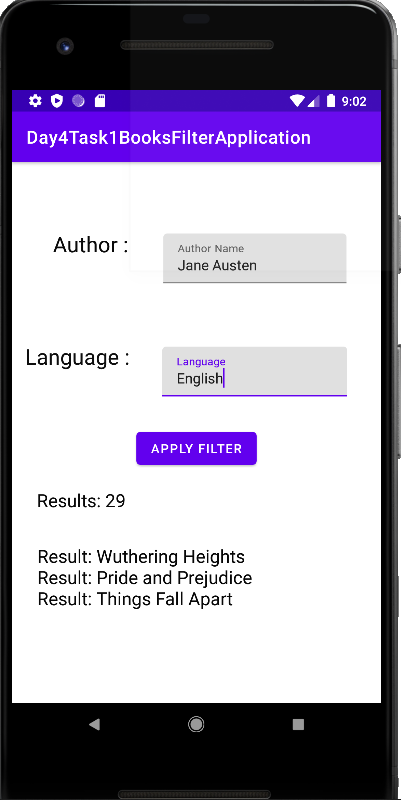 9:02
Day4Task1BooksFilterApplication
Author :
Author Name
Jane Austen
Language :
Language
English
APPLY FILTER
Results: 29
Result: Wuthering Heights
Result: Pride and Prejudice
Result: Things Fall Apart